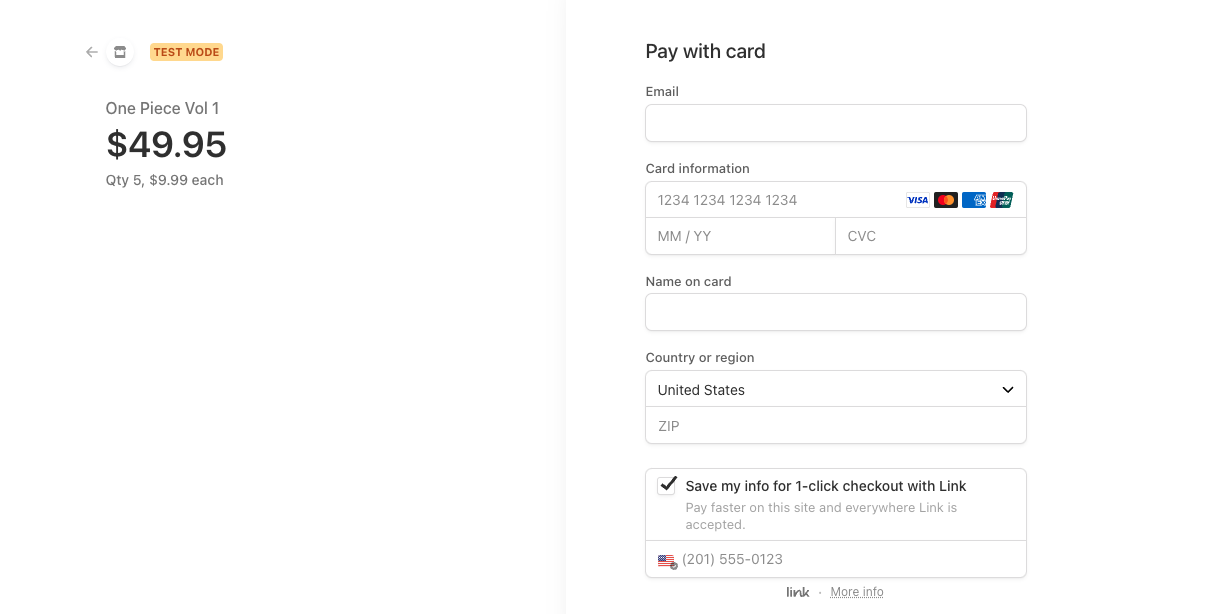 TEST MODE
One Piece Vol 1
$49.95
Qty 5, $9.99 each
Pay with card
Email
Card information
1234 1234 1234 1234 VISA
MM / YY CVC
Name on card
Country or region
United States
ZIP
Save my info for 1-click checkout with Link
Pay faster on this site and everywhere Link is
accepted.
(201) 555-0123
link · More info